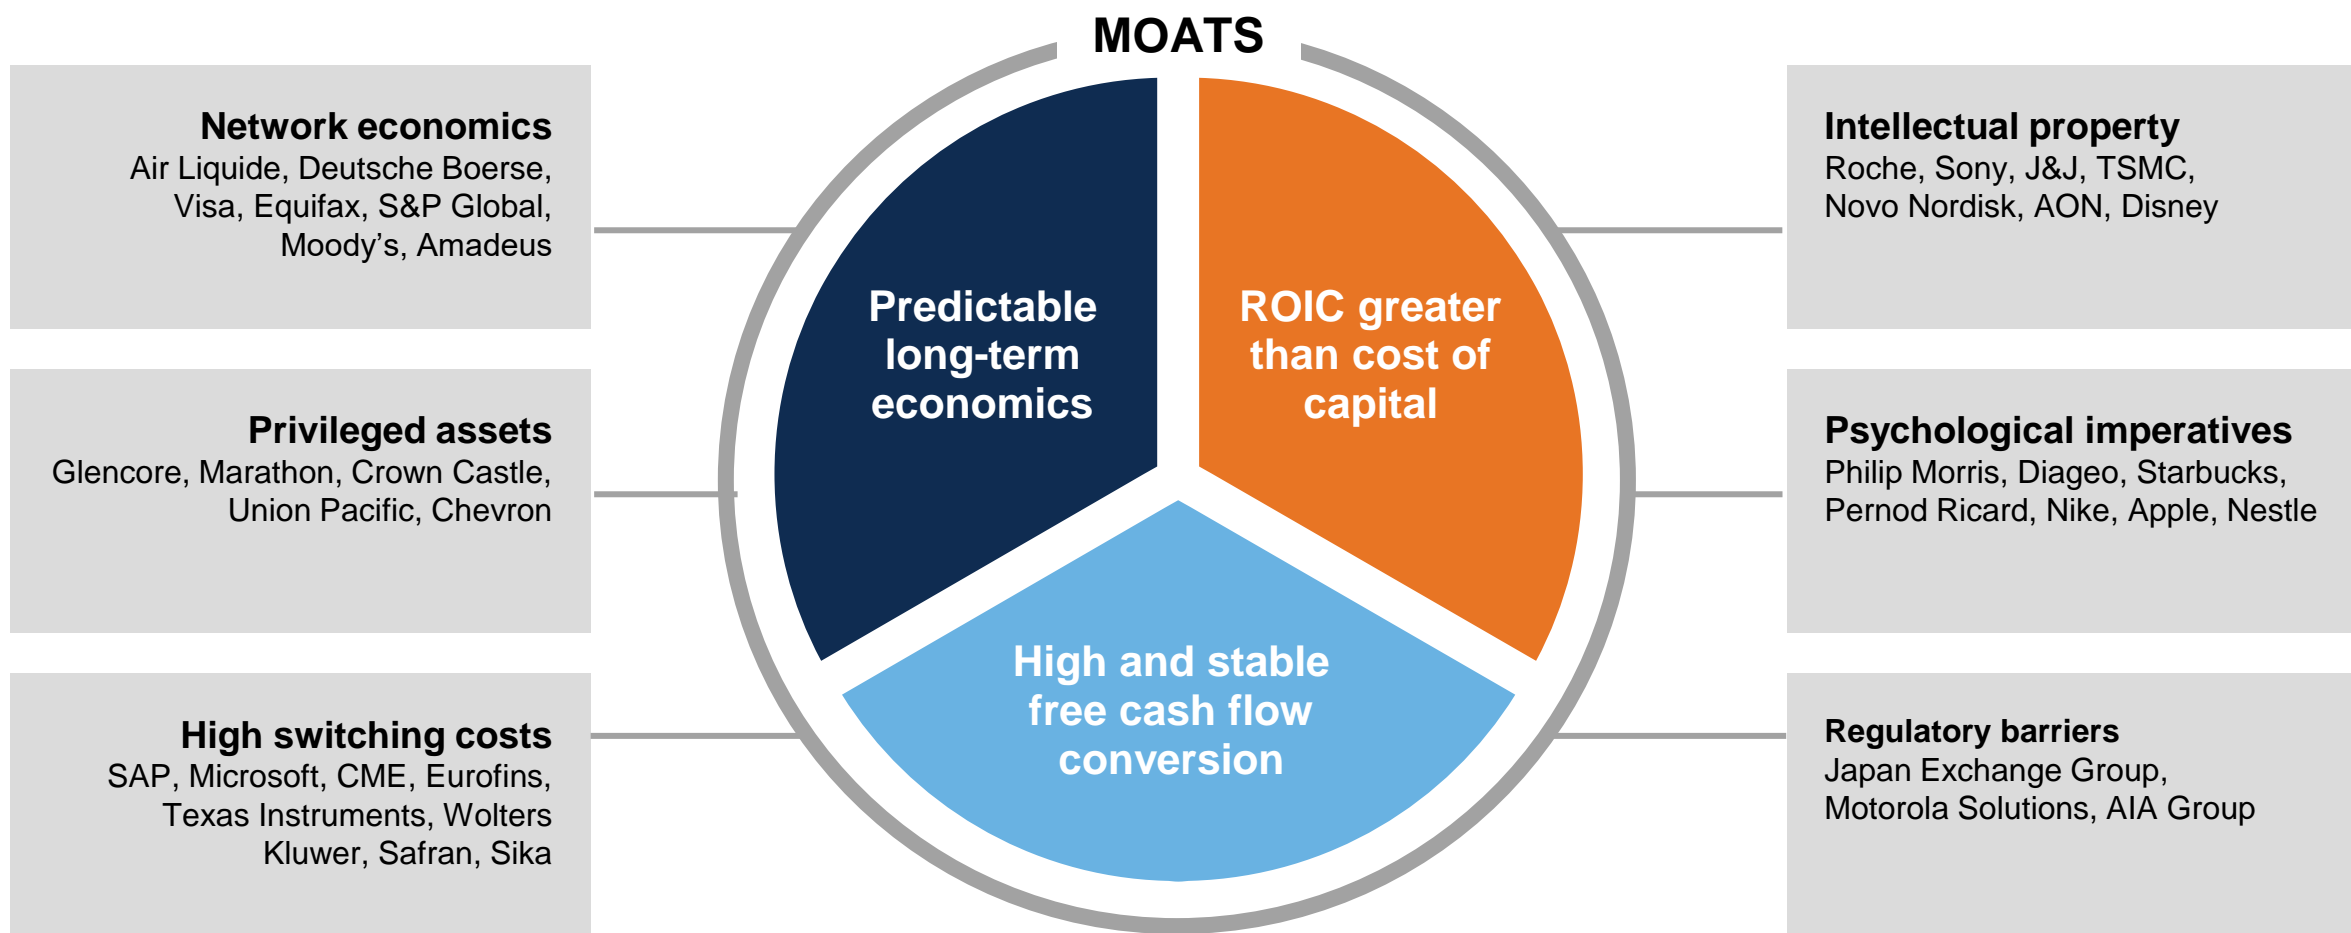 MOATS
Network economics
Air Liquide, Deutsche Boerse,
Visa, Equifax, S&P Global,
Moody’s, Amadeus
Privileged assets
Glencore, Marathon, Crown Castle,
Union Pacific, Chevron
High switching costs
SAP, Microsoft, CME, Eurofins,
Texas Instruments, Wolters
Kluwer, Safran, Sika
Predictable
long-term
economics
ROIC greater
than cost of
capital
High and stable
free cash flow
conversion
Intellectual property
Roche, Sony, J&J, TSMC,
Novo Nordisk, AON, Disney
Psychological imperatives
Philip Morris, Diageo, Starbucks,
Pernod Ricard, Nike, Apple, Nestle
Regulatory barriers
Japan Exchange Group,
Motorola Solutions, AIA Group